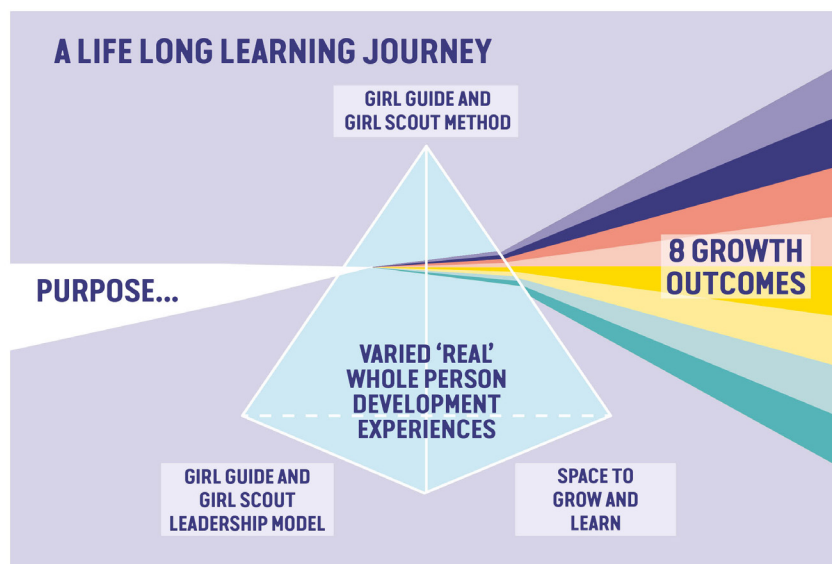 A LIFE LONG LEARNING JOURNEY
GIRL GUIDE AND
GIRL SCOUT METHOD
PURPOSE...
8 GROWTH
OUTCOMES
VARIED ‘REAL’
WHOLE PERSON
DEVELOPMENT
EXPERIENCES
GIRL GUIDE AND
GIRL SCOUT
LEADERSHIP MODEL
SPACE TO
GROW AND
LEARN